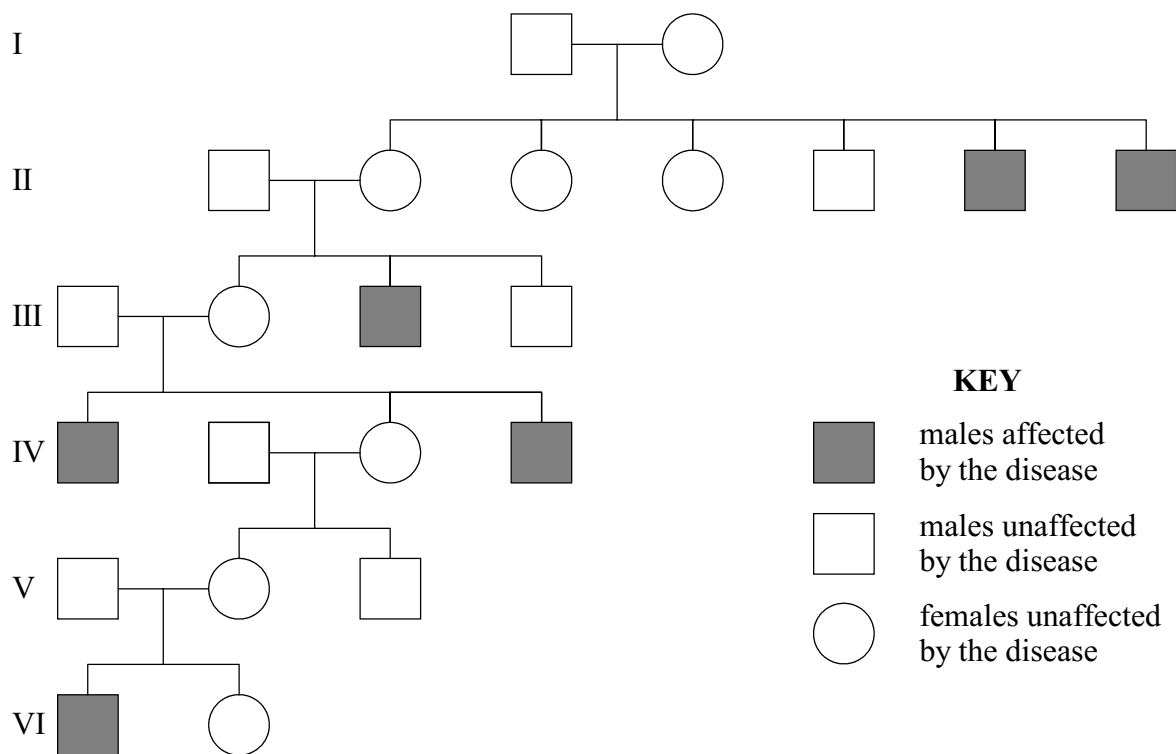 I
II
III
IV
V
VI
KEY
males affected
by the disease
males unaffected
by the disease
females unaffected
by the disease